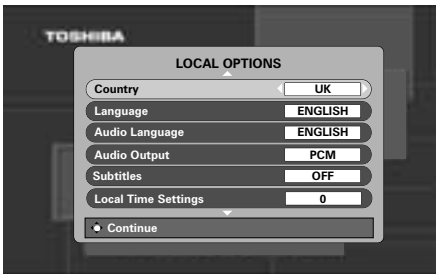 TOSHIBA
LOCAL OPTIONS
Country UK
Language ENGLISH
Audio Language ENGLISH
Audio Output PCM
Subtitles OFF
Local Time Settings 0
Continue